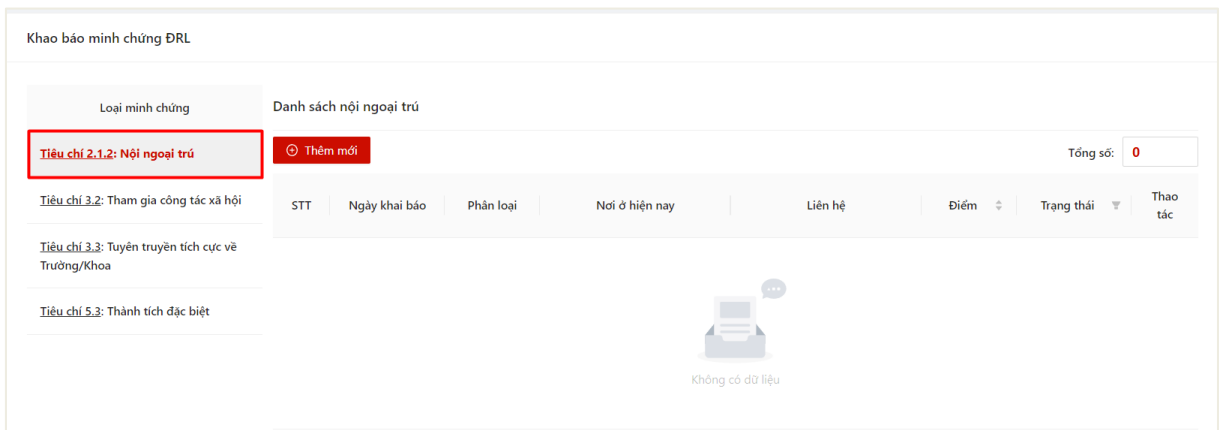 Khao báo minh chứng ĐRL
Loại minh chứng
Tiêu chí 2.1.2: Nội ngoại trú
Tiêu chí 3.2: Tham gia công tác xã hội
Tiêu chí 3.3: Tuyên truyền tích cực về
Trường/Khoa
Tiêu chí 5.3: Thành tích đặc biệt
Danh sách nội ngoại trú
Thêm mới
Tổng số: 0
STT Ngày khai báo Phân loại Nơi ở hiện nay Liên hệ Điểm Trạng thái Thao
tác
Không có dữ liệu